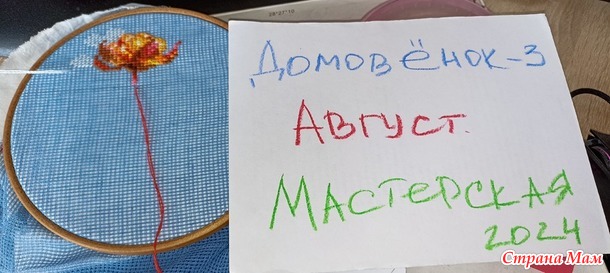 Домовёнок-3
Август.
Мастерская
2024
Страна Мам